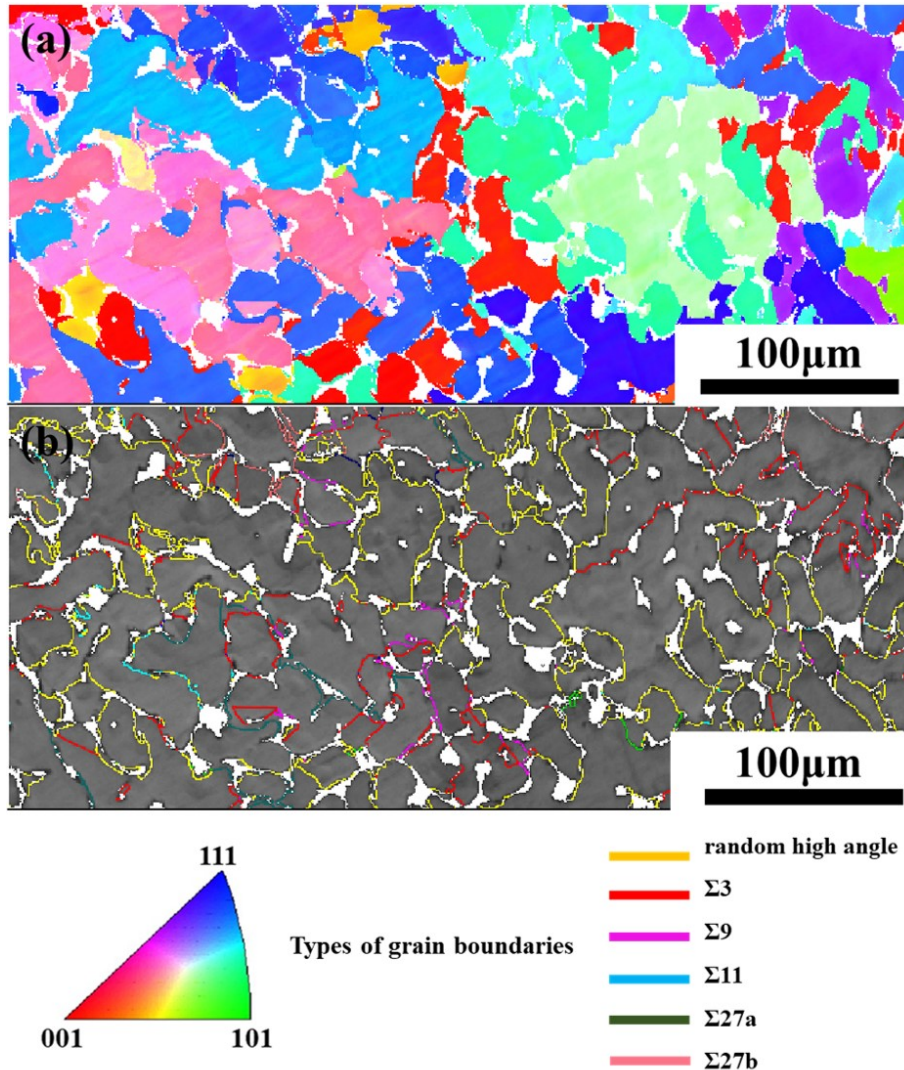 (a)
100μm
(b)
100μm
111
001
101
Types of grain boundaries
random high angle
Σ3
Σ9
Σ11
Σ27a
Σ27b